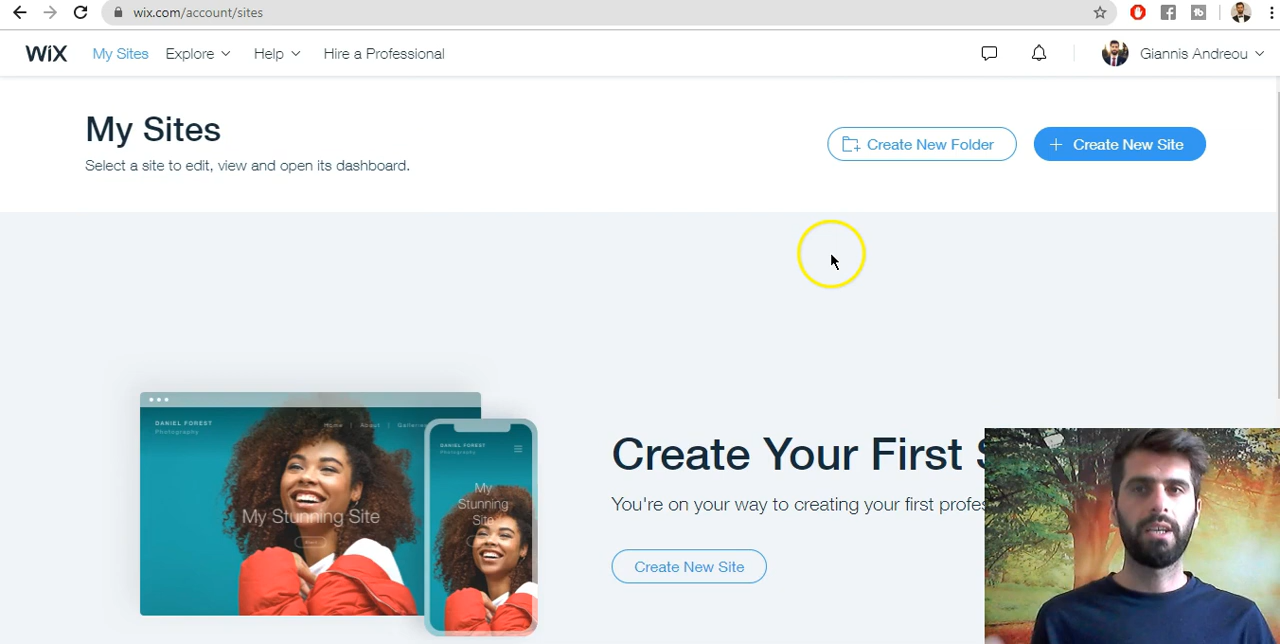 wix.com/account/sites
WiX My Sites Explore Help Hire a Professional Giannis Andreou
My Sites
Select a site to edit, view and open its dashboard.
Create New Folder + Create New Site
DANIEL FOREST
Photography
Home | About | Galleries
My Stunning Site
DANIEL FOREST
Photography
My
Stunning
Site
Create Your First S
You're on your way to creating your first profes
Create New Site